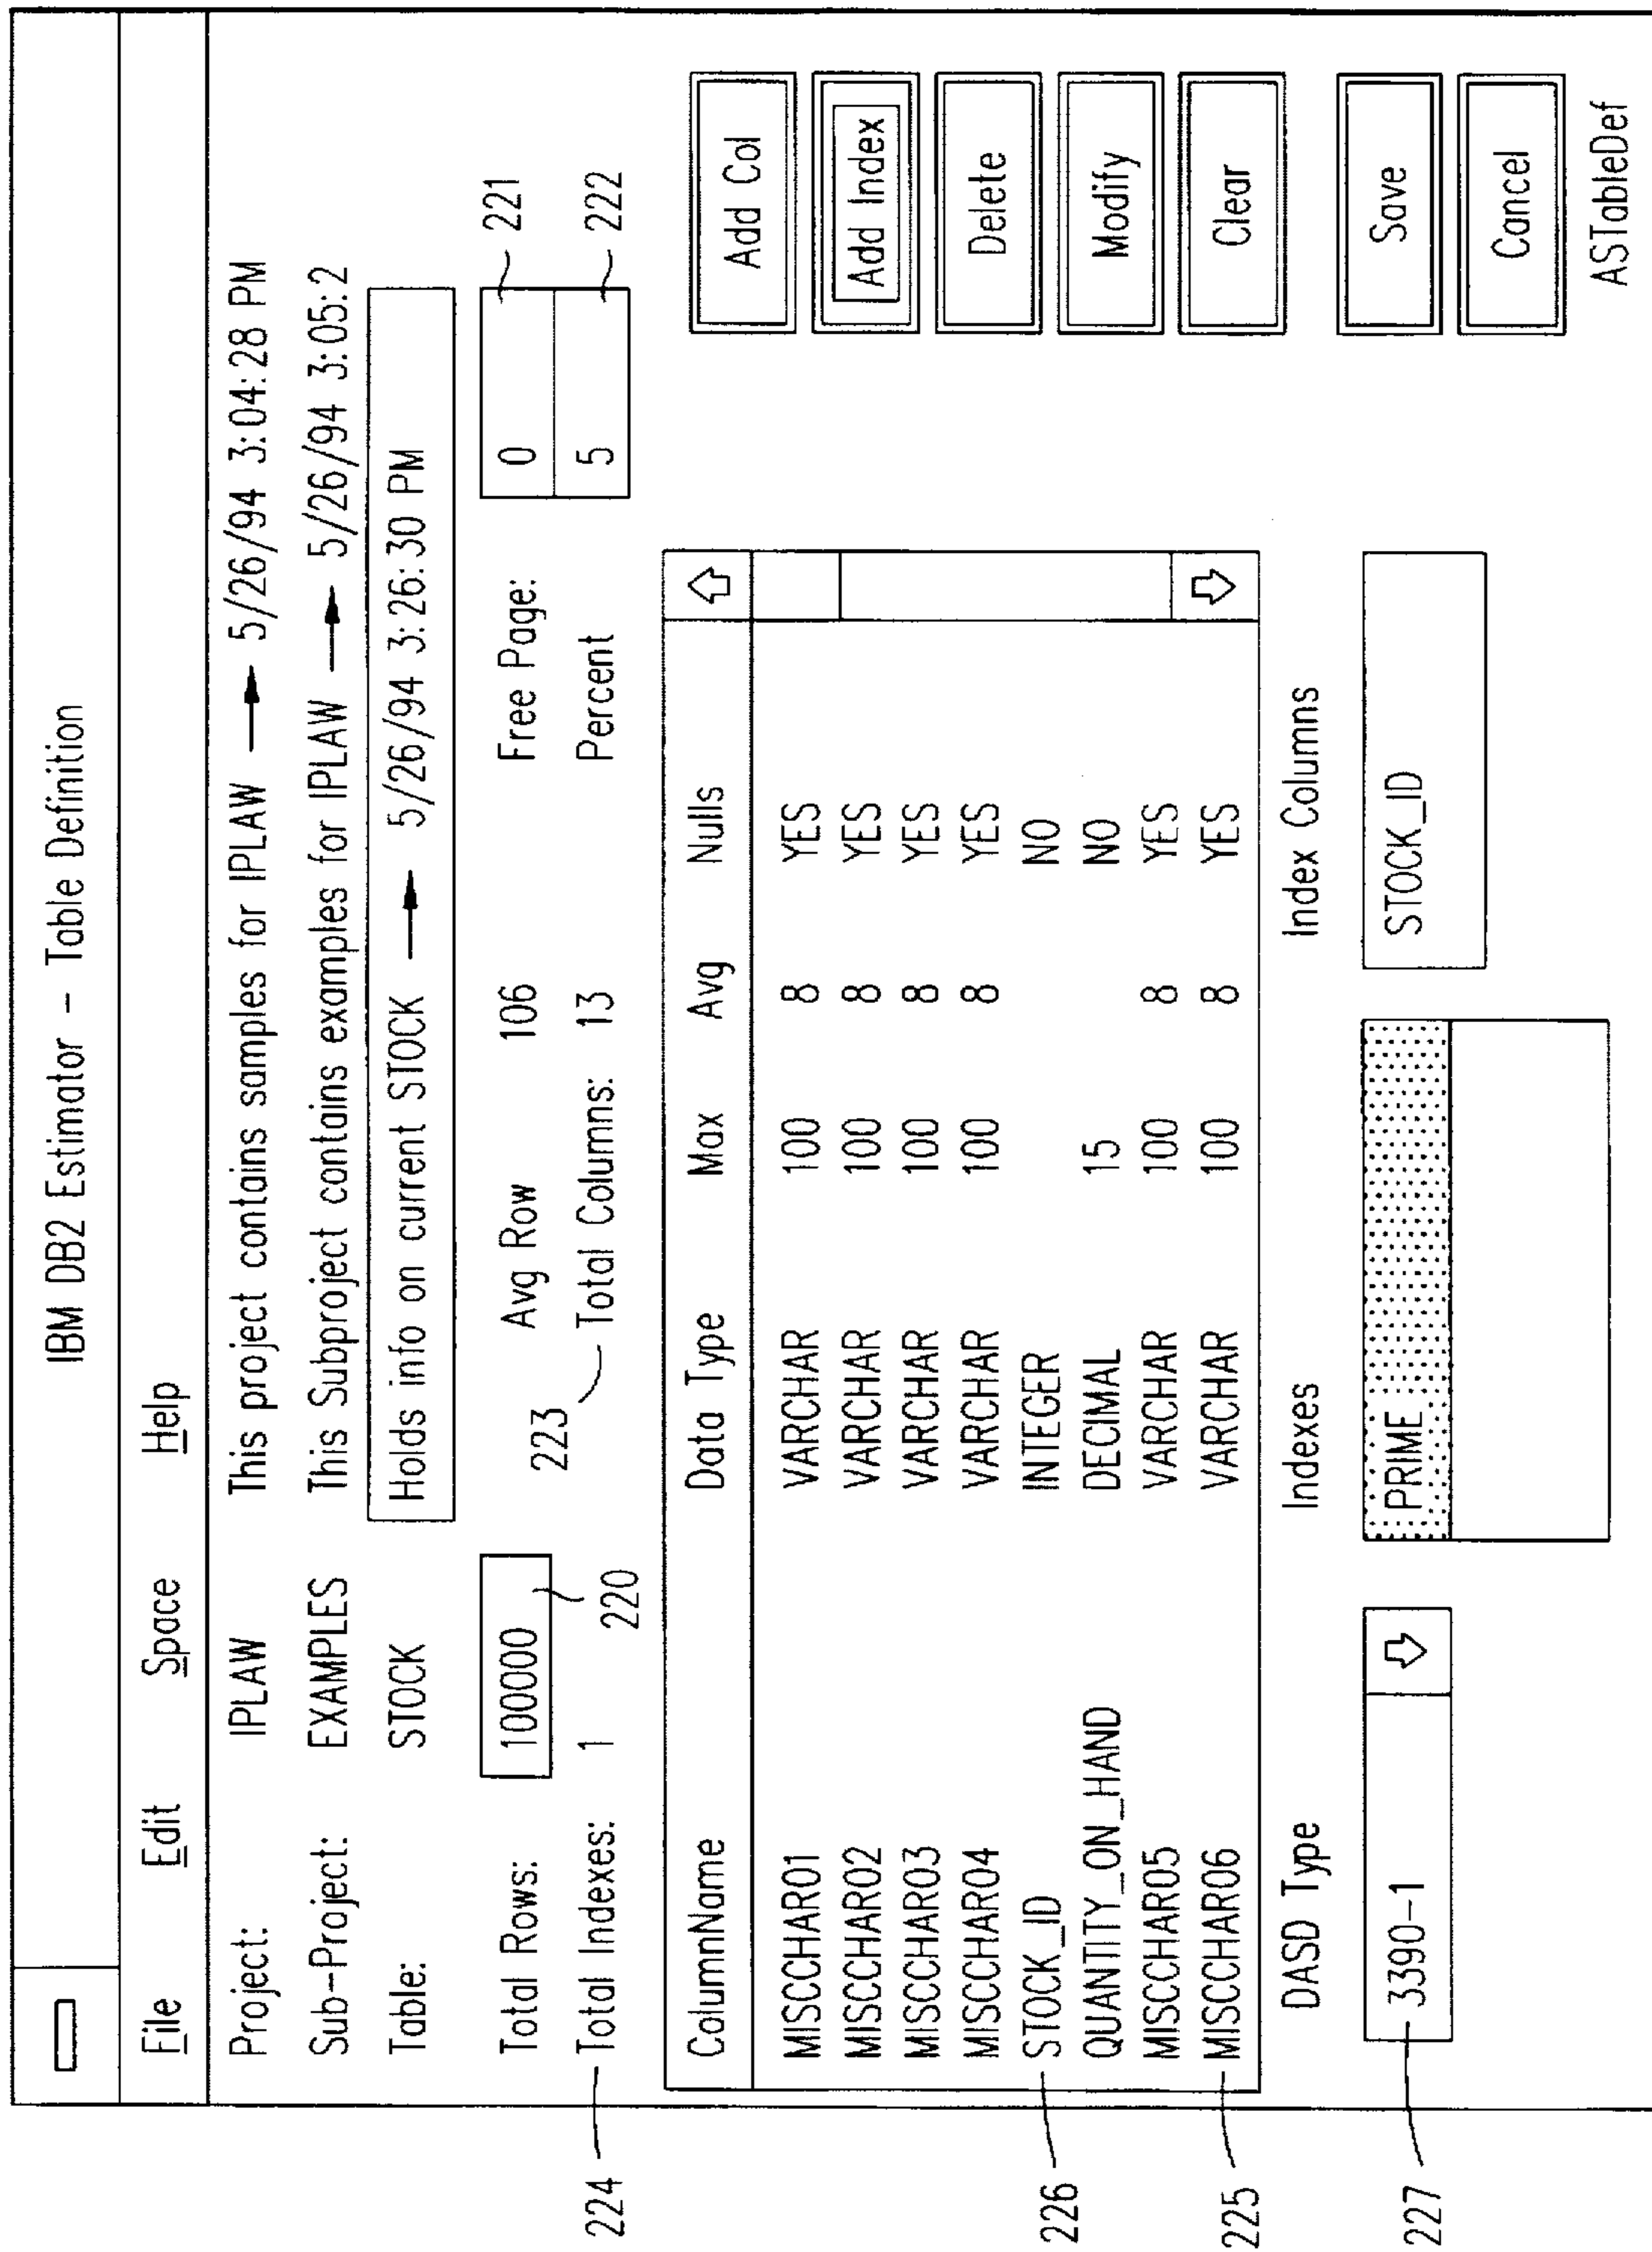 IBM DB2 Estimator - Table Definition
File Edit Space Help
Project: IPLAW This project contains samples for IPLAW → 5/26/94 3:04:28 PM
Sub-Project: EXAMPLES This Subproject contains examples for IPLAW → 5/26/94 3:05:2
Table: STOCK Holds info on current STOCK → 5/26/94 3:26:30 PM
Total Rows: 100000 Avg Row 106 Free Page: 0 221
223
224 Total Indexes: 1 Total Columns: 13 Percent 5 222
220
ColumnName Data Type Max Avg Nulls
MISCCHAR01 VARCHAR 100 8 YES
MISCCHAR02 VARCHAR 100 8 YES
MISCCHAR03 VARCHAR 100 8 YES
MISCCHAR04 VARCHAR 100 8 YES
226 STOCK_ID INTEGER NO
QUANTITY_ON_HAND DECIMAL 15 NO
MISCCHAR05 VARCHAR 100 8 YES
225 MISCCHAR06 VARCHAR 100 8 YES
Add Col
Add Index
Delete
Modify
Clear
DASD Type Indexes Index Columns
227 3390-1 PRIME STOCK_ID
Save
Cancel
ASTableDef